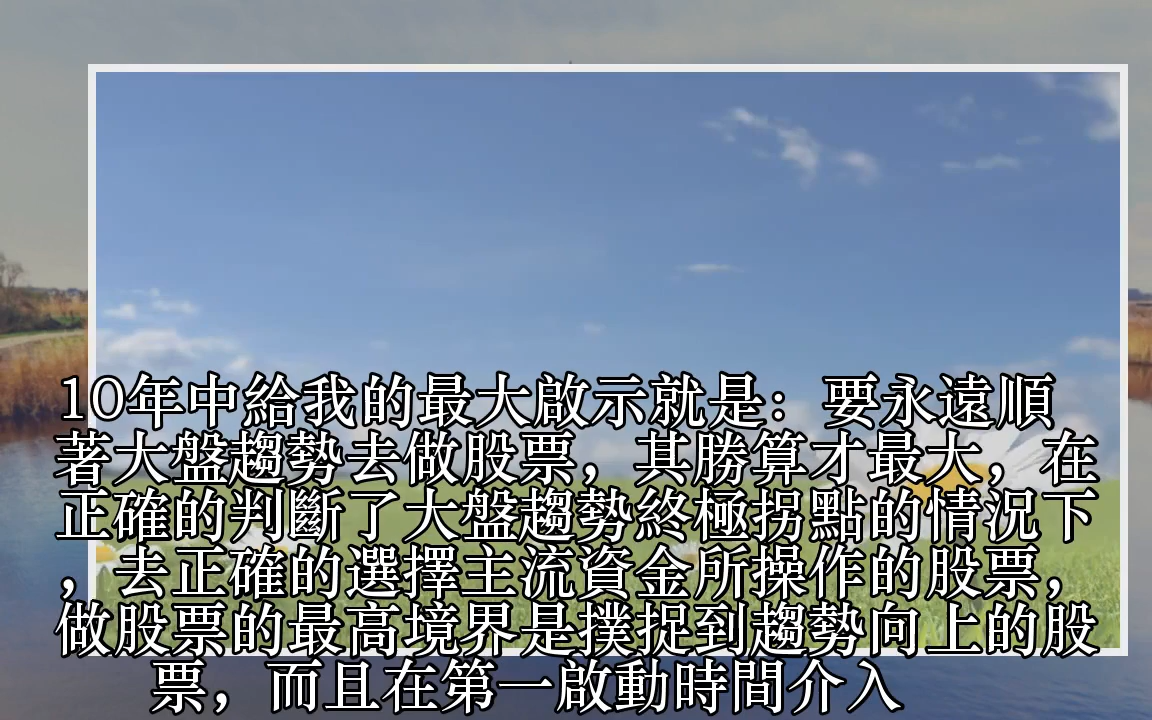 10年中給我的最大啟示就是：要永遠順
著大盤趨勢去做股票，其勝算才最大，在
正確的判斷了大盤趨勢終極拐點的情況下
，去正確的選擇主流資金所操作的股票，
做股票的最高境界是撲捉到趨勢向上的股
票，而且在第一啟動時間介入